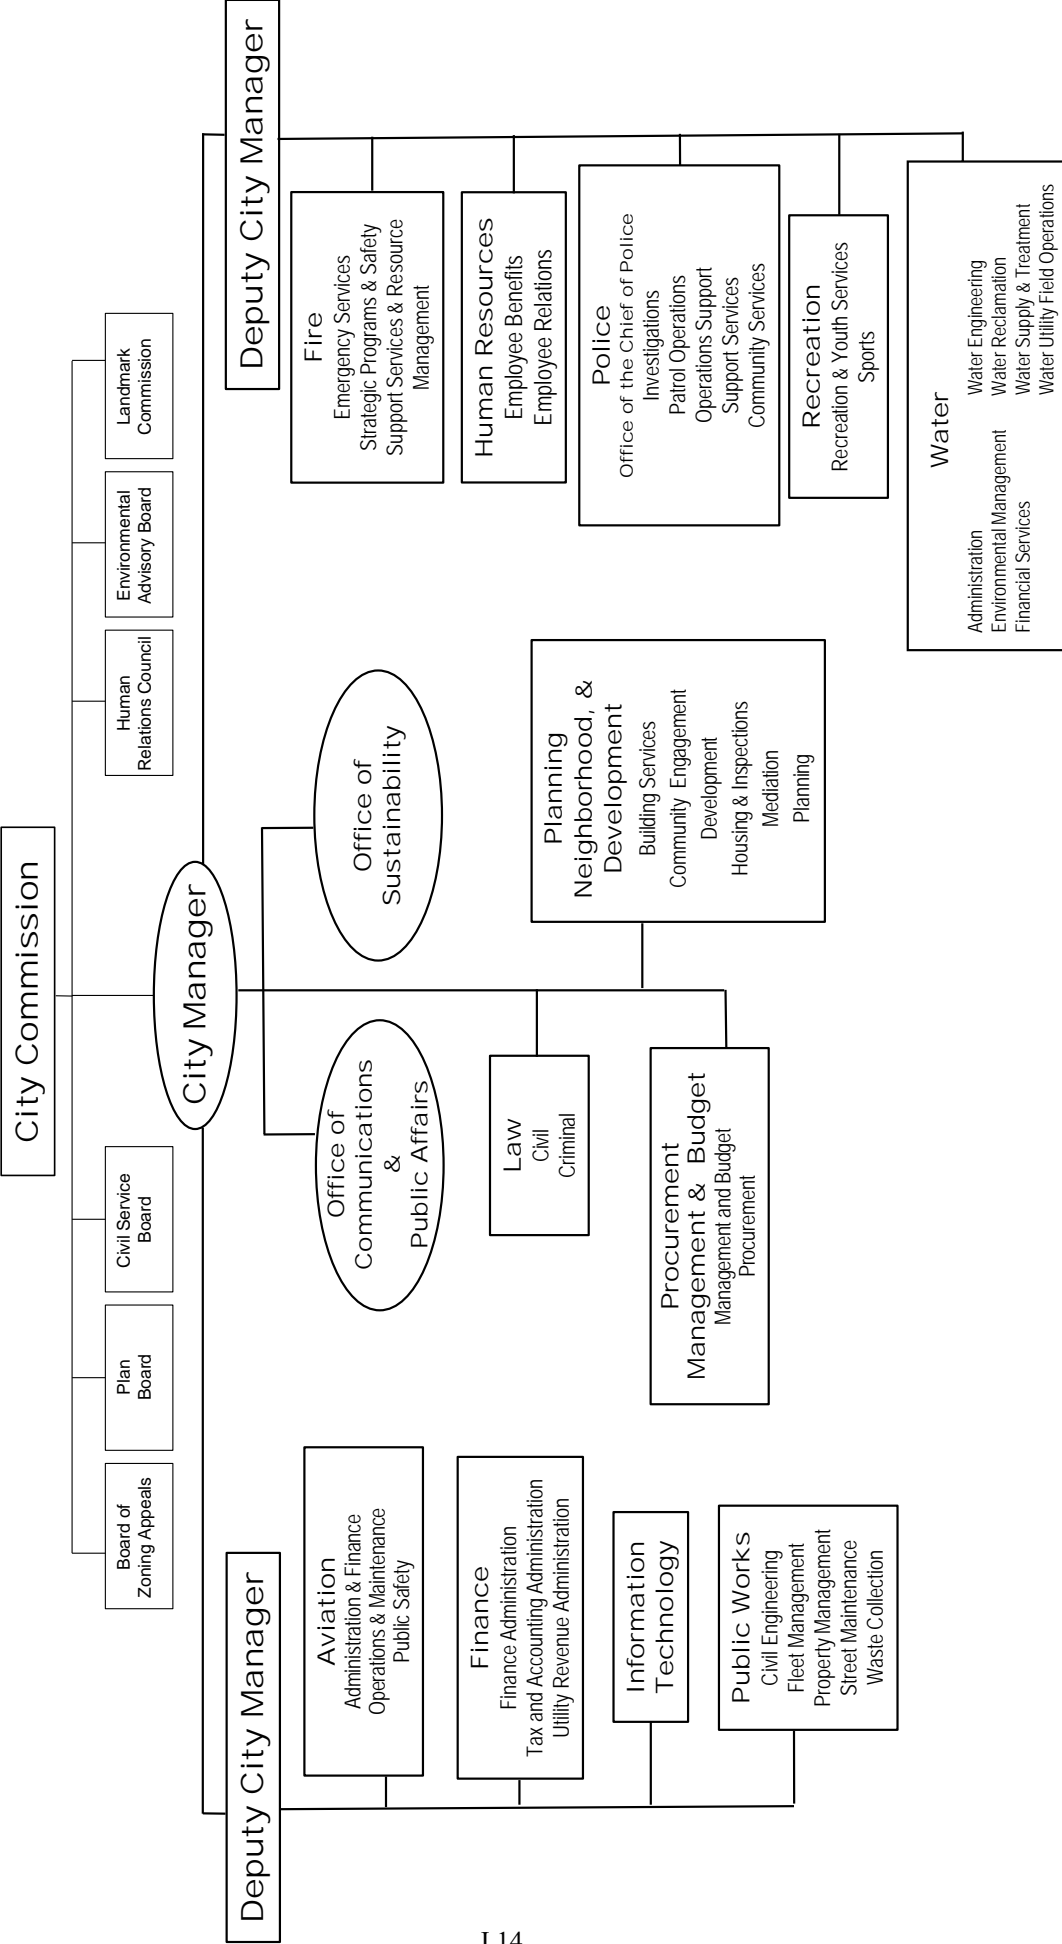 City Commission
Board of
Zoning Appeals
Plan
Board
Civil Service
Board
Human
Relations Council
Environmental
Advisory Board
Landmark
Commission
City Manager
Deputy City Manager
Aviation
Administration & Finance
Operations & Maintenance
Public Safety
Finance
Finance Administration
Tax and Accounting Administration
Utility Revenue Administration
Information
Technology
Public Works
Civil Engineering
Fleet Management
Property Management
Street Maintenance
Waste Collection
Office of
Communications
&
Public Affairs
Office of
Sustainability
Law
Civil
Criminal
Planning
Neighborhood, &
Development
Building Services
Community Engagement
Development
Housing & Inspections
Mediation
Planning
Procurement
Management & Budget
Management and Budget
Procurement
Deputy City Manager
Fire
Emergency Services
Strategic Programs & Safety
Support Services & Resource
Management
Human Resources
Employee Benefits
Employee Relations
Police
Office of the Chief of Police
Investigations
Patrol Operations
Operations Support
Support Services
Community Services
Recreation
Recreation & Youth Services
Sports
Water
Administration
Environmental Management
Financial Services
Water Engineering
Water Reclamation
Water Supply & Treatment
Water Utility Field Operations
I.14